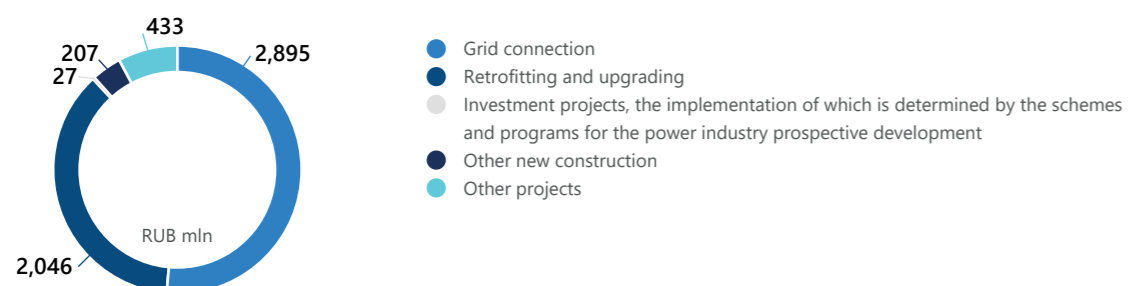 433
207
2,895
27
RUB mln
2,046
Grid connection
Retrofitting and upgrading
Investment projects, the implementation of which is determined by the schemes
and programs for the power industry prospective development
Other new construction
Other projects